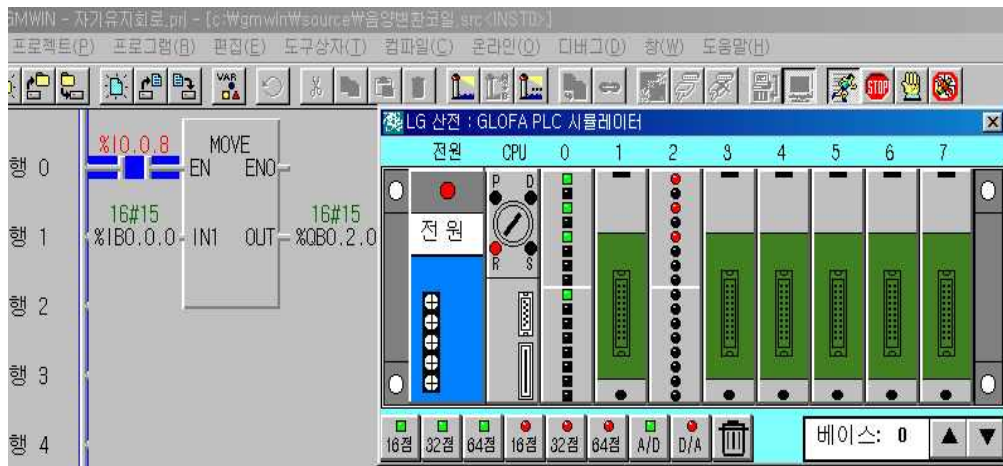 GMWIN - 자기유지회로.prj - [c:\gmwin\source\음양변환코일.src<INST0>]
프로젝트(P) 프로그램(R) 편집(E) 도구상자(T) 컴파일(C) 온라인(O) 디버그(D) 창(W) 도움말(H)
VAR
STOP
LG 산전 : GLOFA PLC 시뮬레이터
전원 CPU 0 1 2 3 4 5 6 7
P D
전 원
R S
%I0.0.8 MOVE
행 0 EN ENO
16#15 16#15
행 1 %IB0.0.0 IN1 OUT %QB0.2.0
행 2
행 3
행 4
16점 32점 64점 16점 32점 64점 A/D D/A
베이스: 0